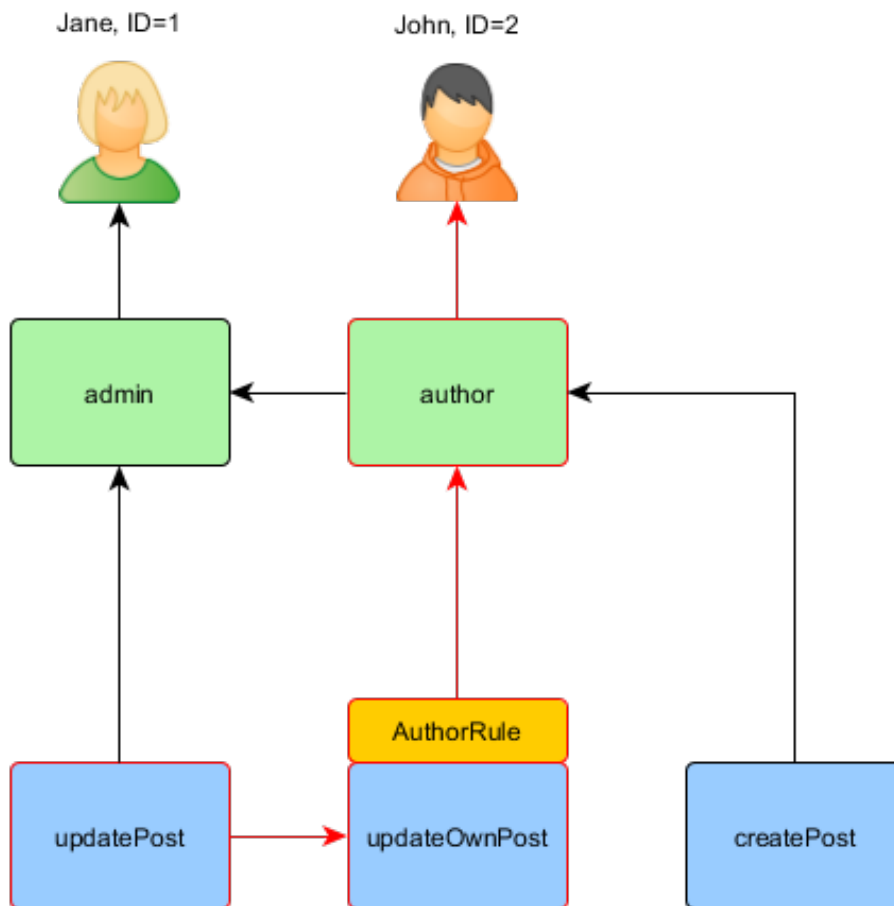 Jane, ID=1
John, ID=2
admin
author
AuthorRule
updatePost
updateOwnPost
createPost